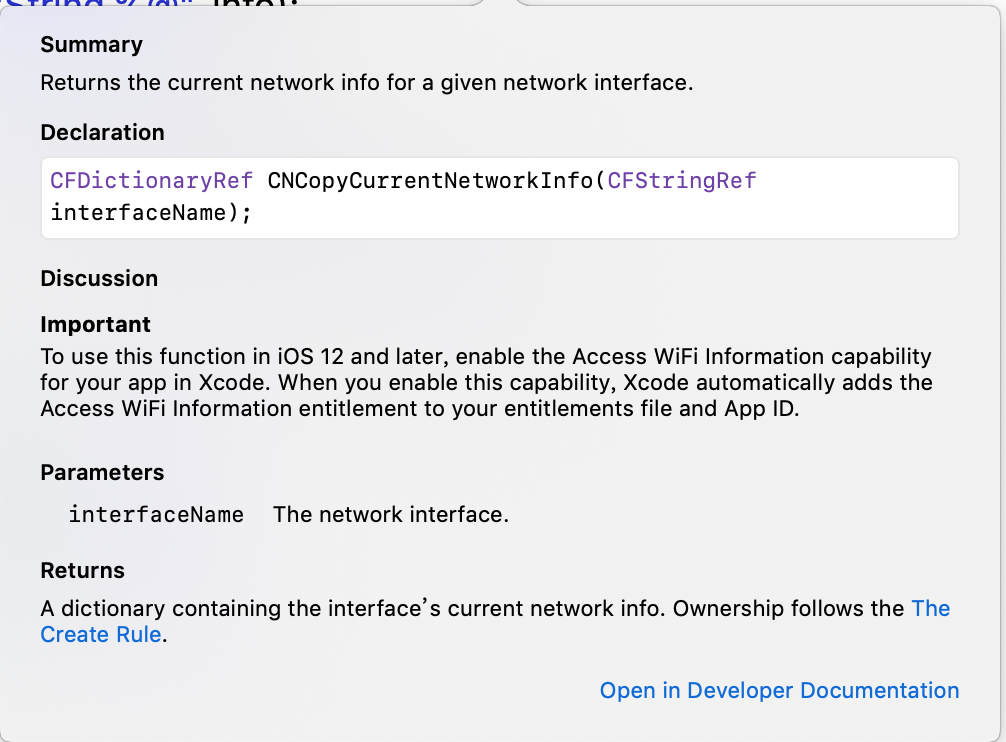 Summary
Returns the current network info for a given network interface.
Declaration
CFDictionaryRef CNCopyCurrentNetworkInfo(CFStringRef
interfaceName);
Discussion
Important
To use this function in iOS 12 and later, enable the Access WiFi Information capability
for your app in Xcode. When you enable this capability, Xcode automatically adds the
Access WiFi Information entitlement to your entitlements file and App ID.
Parameters
interfaceName The network interface.
Returns
A dictionary containing the interface’s current network info. Ownership follows the The
Create Rule.
Open in Developer Documentation